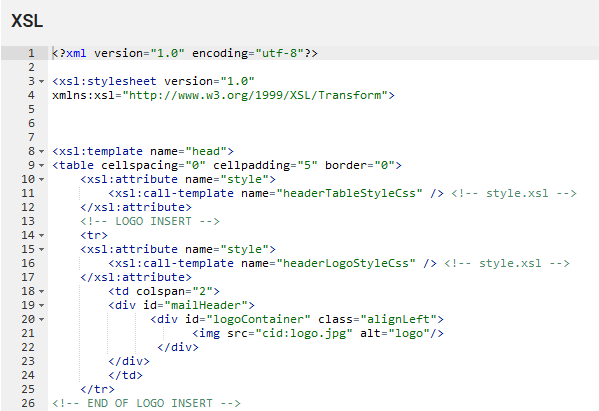 XSL
1 <?xml version="1.0" encoding="utf-8"?>
2
3 <xsl:stylesheet version="1.0"
4 xmlns:xsl="http://www.w3.org/1999/XSL/Transform">
5
6
7
8 <xsl:template name="head">
9 <table cellspacing="0" cellpadding="5" border="0">
10 <xsl:attribute name="style">
11 <xsl:call-template name="headerTableStyleCss" /> <!-- style.xsl -->
12 </xsl:attribute>
13 <!-- LOGO INSERT -->
14 <tr>
15 <xsl:attribute name="style">
16 <xsl:call-template name="headerLogoStyleCss" /> <!-- style.xsl -->
17 </xsl:attribute>
18 <td colspan="2">
19 <div id="mailHeader">
20 <div id="logoContainer" class="alignLeft">
21 <img src="cid:logo.jpg" alt="logo"/>
22 </div>
23 </div>
24 </td>
25 </tr>
26 <!-- END OF LOGO INSERT -->